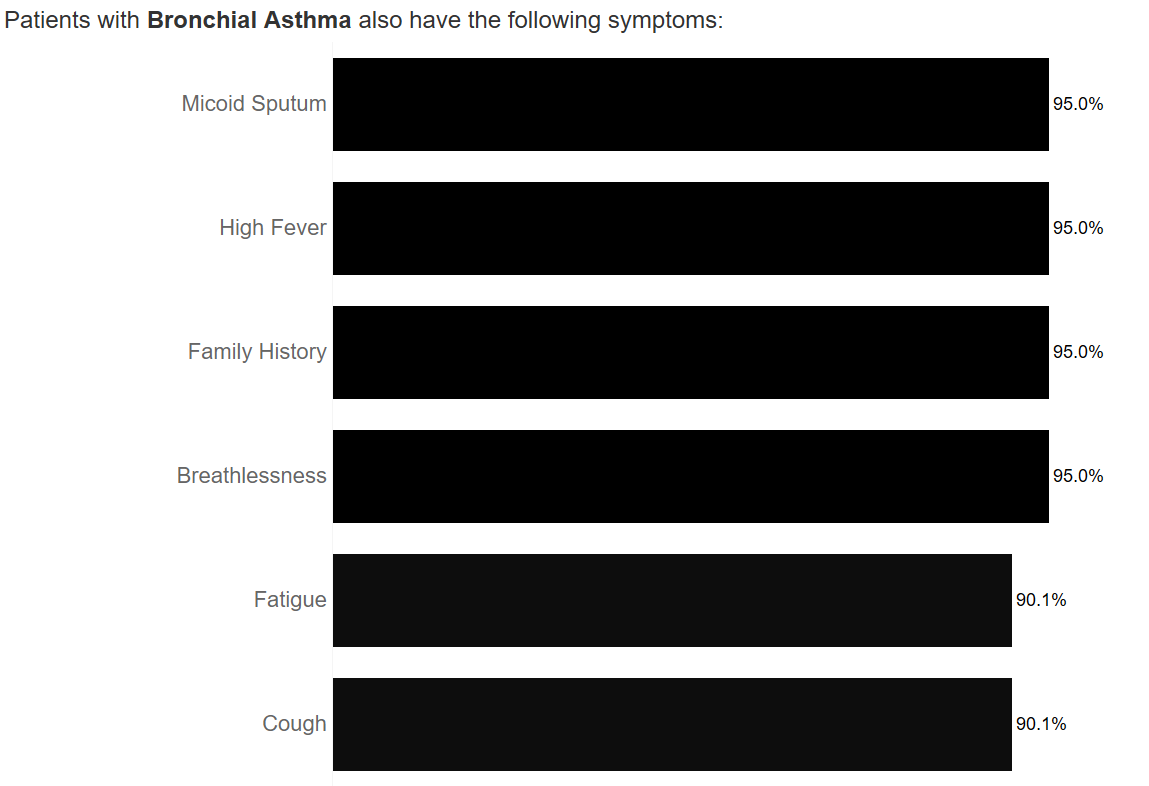 Patients with Bronchial Asthma also have the following symptoms:
Micoid Sputum 95.0%
High Fever 95.0%
Family History 95.0%
Breathlessness 95.0%
Fatigue 90.1%
Cough 90.1%